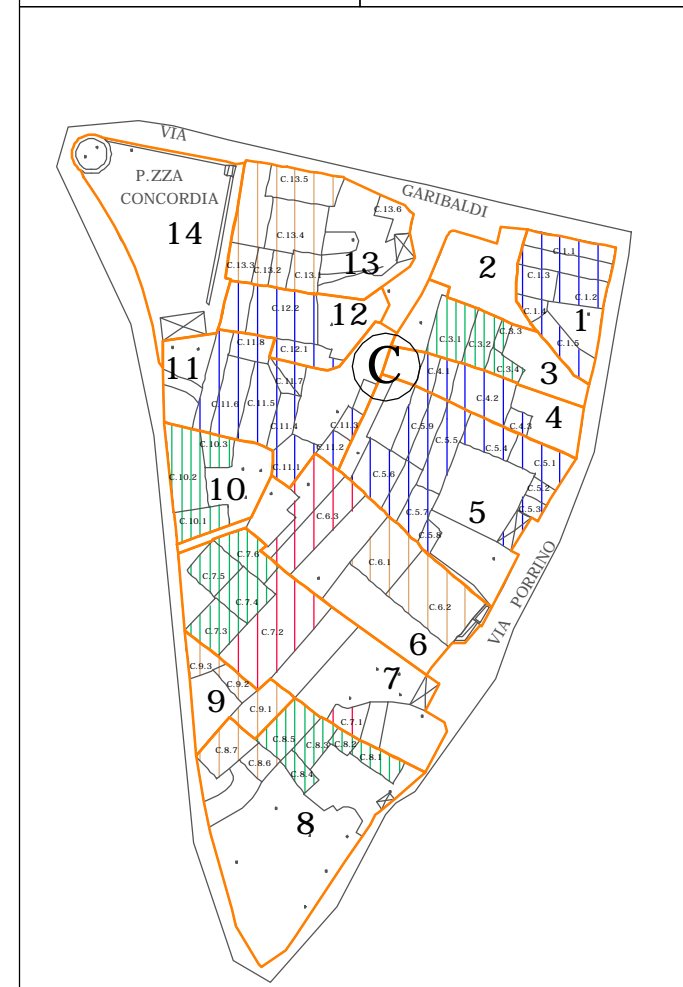 VIA
GARIBALDI
P.ZZA
CONCORDIA
14
C.13.5
C.13.6
C.13.4
C.13.3
C.13.2
C.13.1
13
2
C.1.1
C.1.3
C.1.2
C.1.4
1
C.1.5
12
C.12.2
C.12.1
C
C.3.1
C.3.2
C.3.3
C.3.4
3
11
C.11.8
C.11.7
C.11.6
C.11.5
C.11.4
C.11.3
C.11.2
C.11.1
C.4.1
C.4.2
C.4.3
4
C.5.9
C.5.5
C.5.4
C.5.1
C.5.2
C.5.3
C.5.6
C.5.7
C.5.8
5
C.10.3
C.10.2
10
C.10.1
C.6.3
C.6.1
C.6.2
6
VIA PORRINO
C.7.6
C.7.5
C.7.4
C.7.3
C.7.2
7
C.7.1
C.9.3
C.9.2
C.9.1
9
C.8.7
C.8.6
C.8.5
C.8.4
C.8.3
C.8.2
C.8.1
8